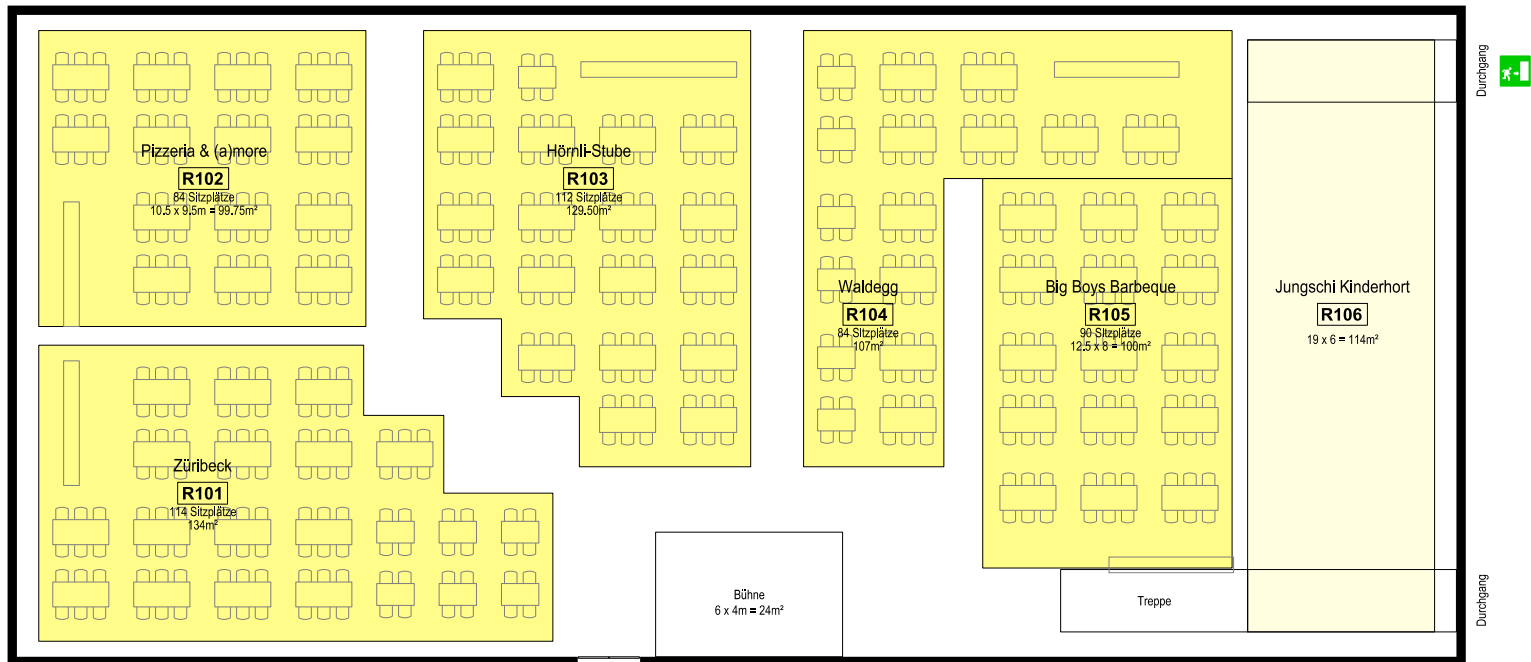 Pizzeria & (a)more
R102
84 Sitzplätze
10.5 x 9.5m = 99.75m²
Hörnli-Stube
R103
112 Sitzplätze
129.50m²
Waldegg
R104
84 Sitzplätze
107m²
Big Boys Barbeque
R105
90 Sitzplätze
12.5 x 8 = 100m²
Jungschi Kinderhort
R106
19 x 6 = 114m²
Durchgang
Züribeck
R101
114 Sitzplätze
134m²
Bühne
6 x 4m = 24m²
Treppe
Durchgang